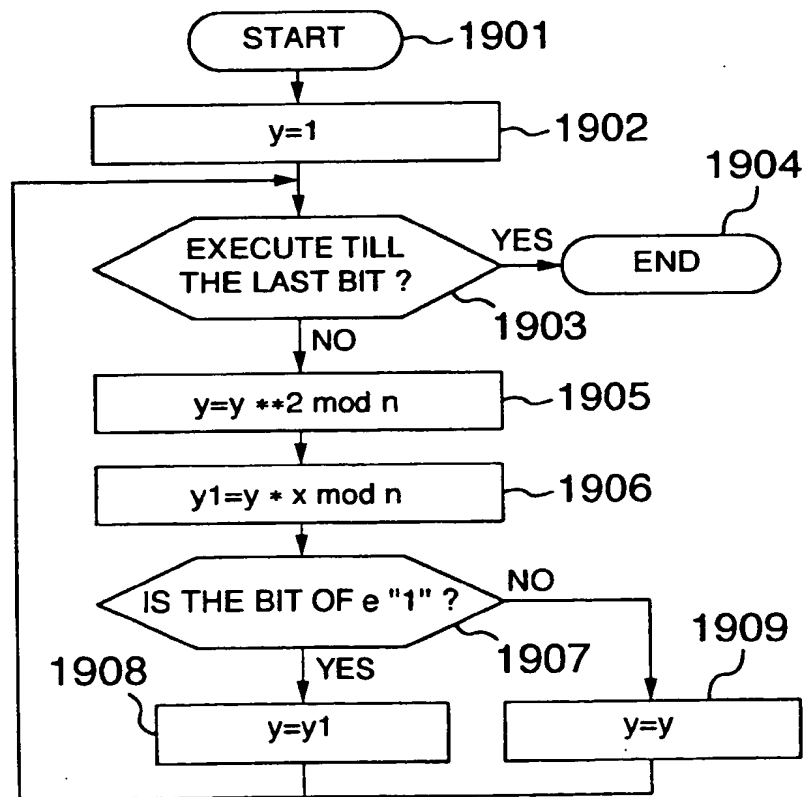 START
1901
y=1
1902
1904
EXECUTE TILL
THE LAST BIT ?
YES
END
1903
NO
y=y **2 mod n
1905
y1=y * x mod n
1906
IS THE BIT OF e "1" ?
NO
1907
1909
1908
YES
y=y1
y=y